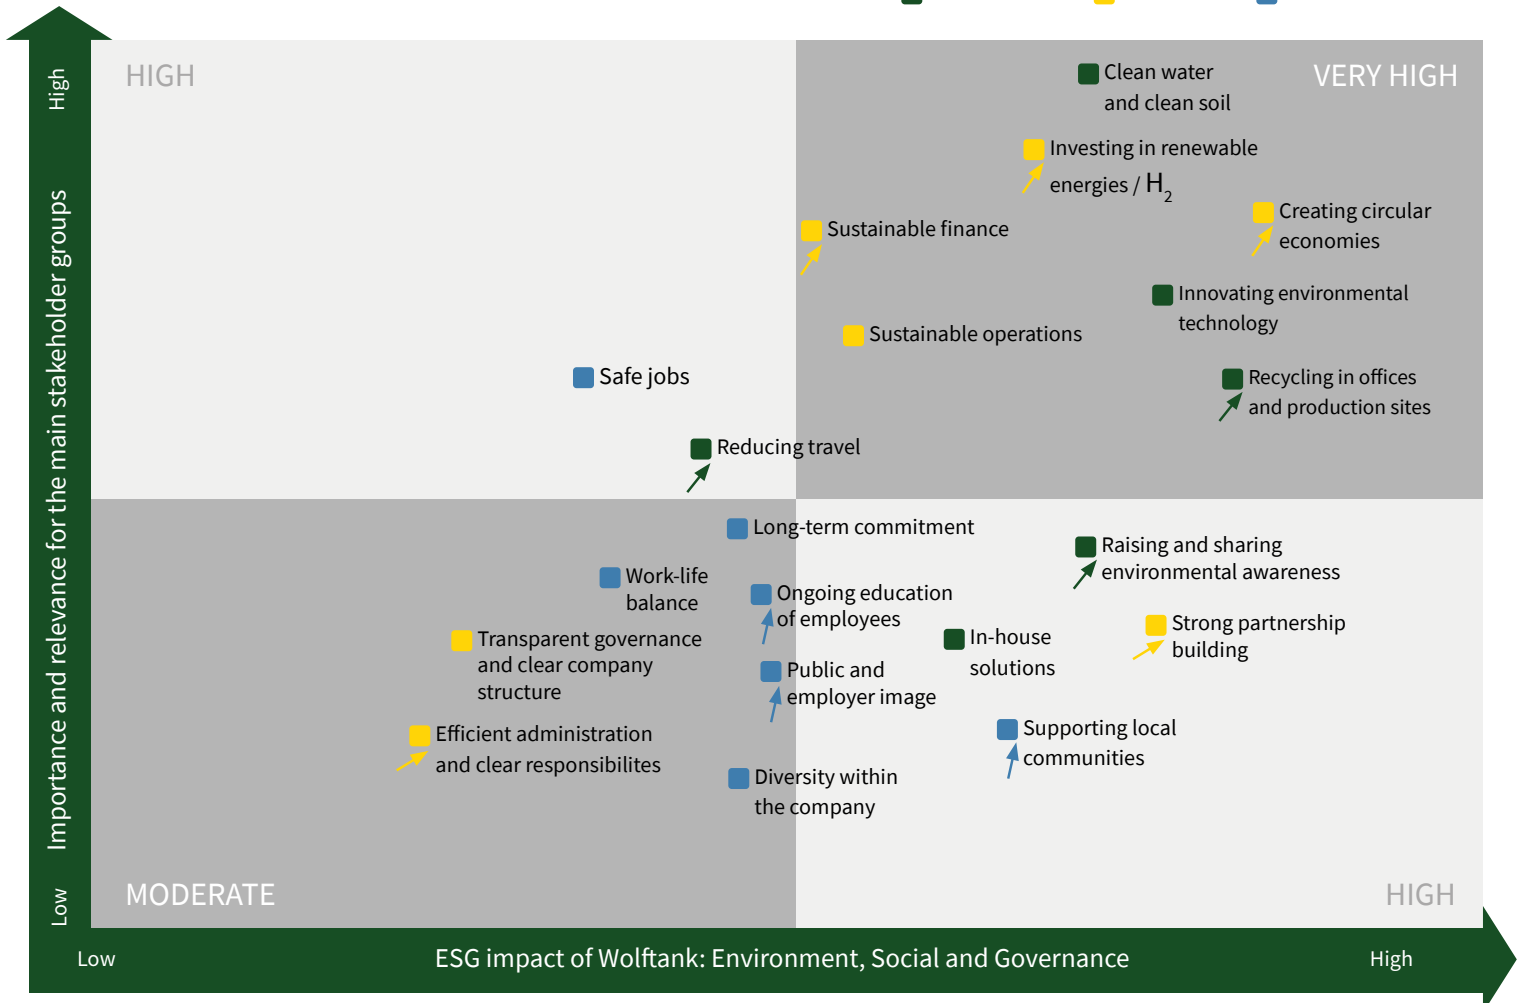 HIGH
VERY HIGH
High
Importance and relevance for the main stakeholder groups
Low
Clean water
and clean soil
Investing in renewable
energies / H2
Creating circular
economies
Sustainable finance
Innovating environmental
technology
Sustainable operations
Safe jobs
Recycling in offices
and production sites
Reducing travel
Long-term commitment
Raising and sharing
environmental awareness
Work-life
balance
Ongoing education
of employees
Strong partnership
building
Transparent governance
and clear company
structure
In-house
solutions
Public and
employer image
Supporting local
communities
Efficient administration
and clear responsibilites
Diversity within
the company
MODERATE
HIGH
Low
ESG impact of Wolftank: Environment, Social and Governance
High